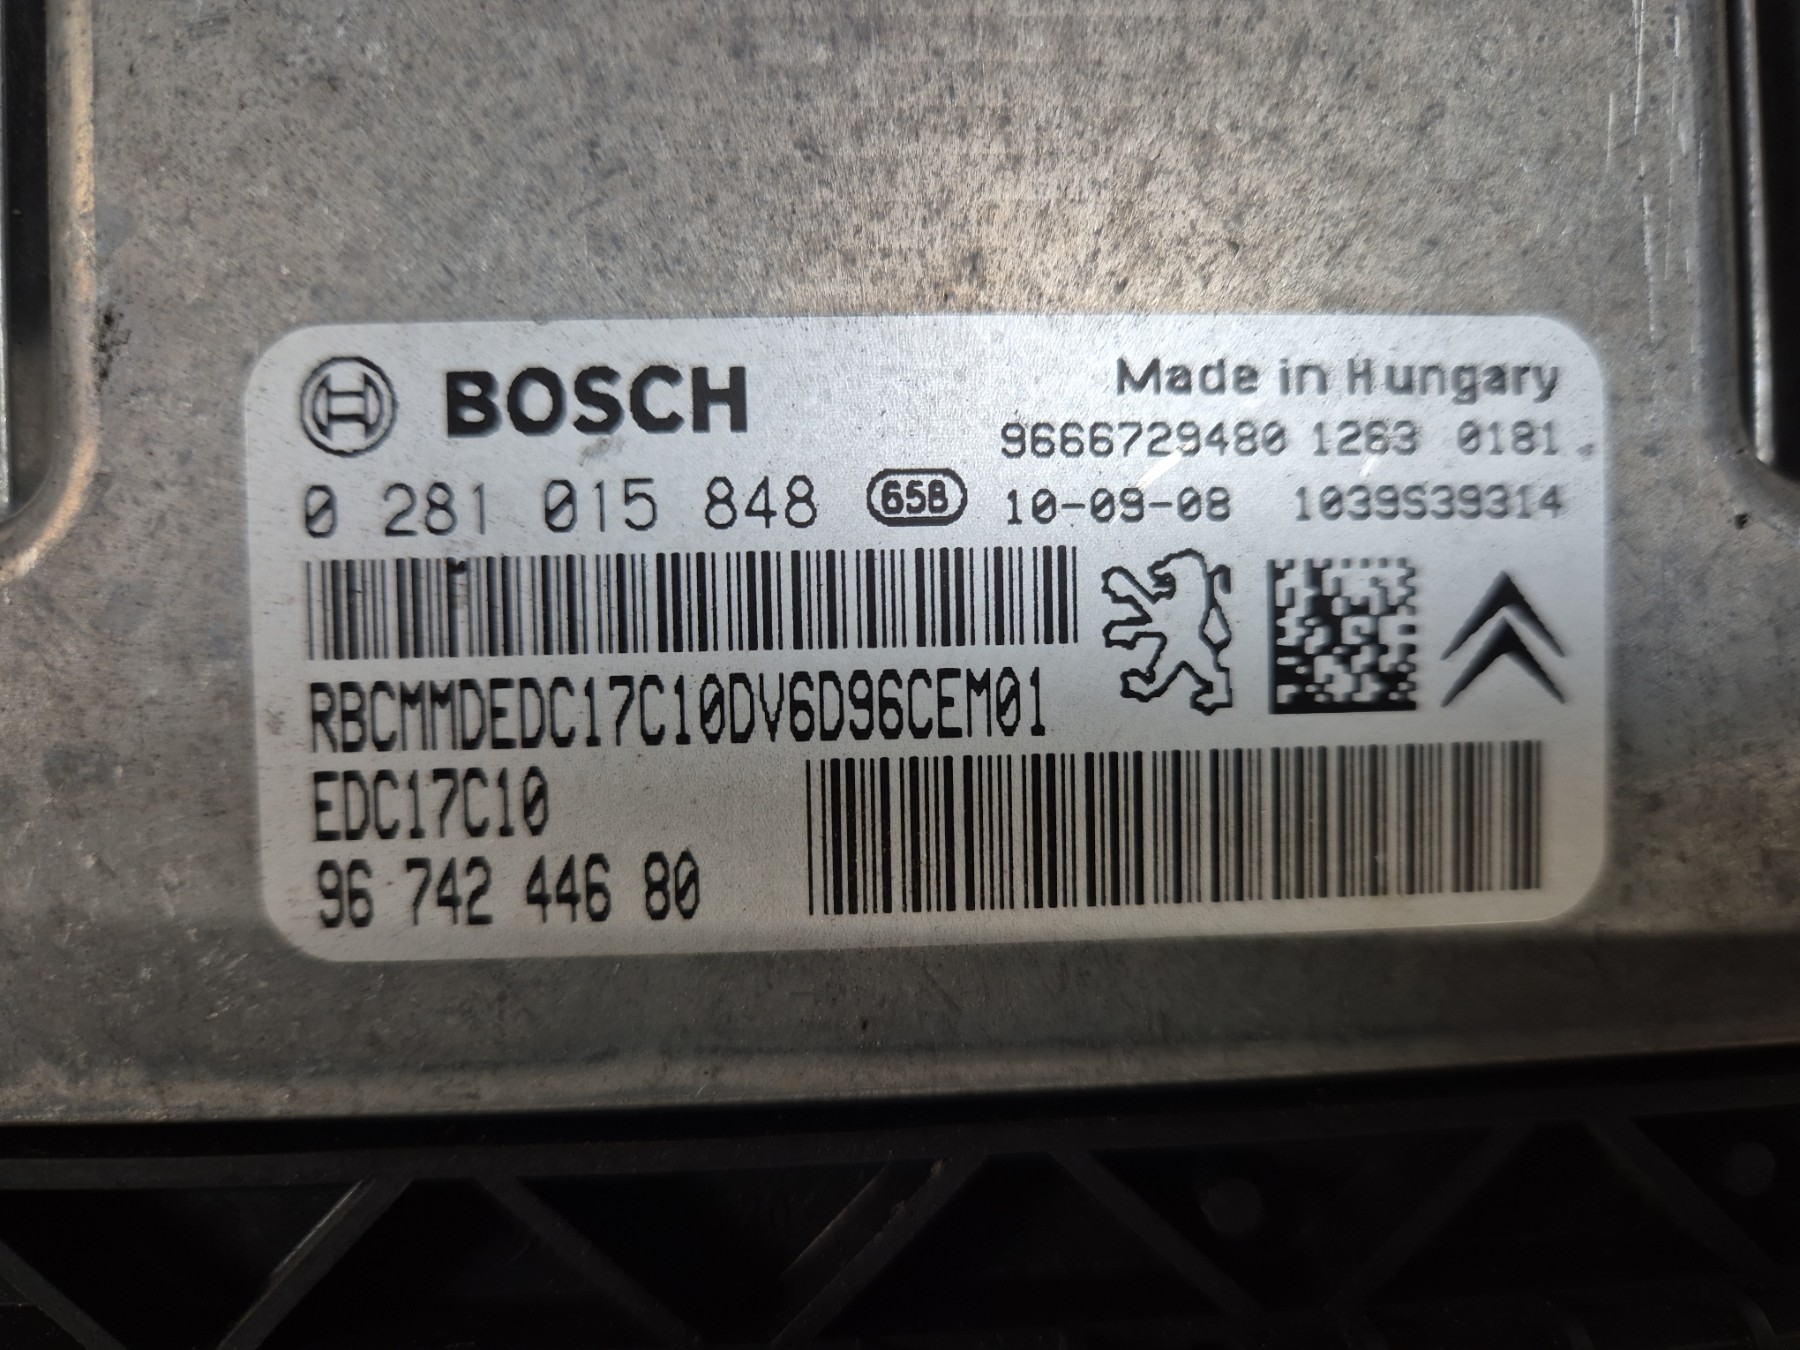 BOSCH
Made in Hungary
9666729480 1263 0181
0 281 015 848 65B 10-09-08 1039S39314
RBCMMDEDC17C10DV6D96CEM01
EDC17C10
96 742 446 80